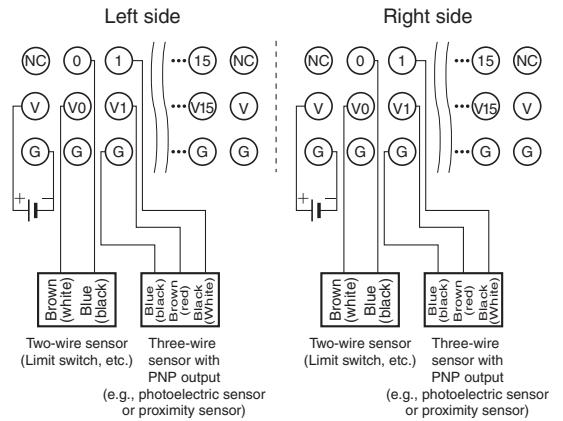 Left side
Right side
NC 0 1 ••• 15 NC
V V0 V1 ••• V15 V
G G G ••• G G
+ −
Brown
(white)
Blue
(black)
Blue
(black)
Brown
(red)
Black
(White)
Two-wire sensor
(Limit switch, etc.)
Three-wire
sensor with
PNP output
(e.g., photoelectric sensor
or proximity sensor)
NC 0 1 ••• 15 NC
V V0 V1 ••• V15 V
G G G ••• G G
+ −
Brown
(white)
Blue
(black)
Blue
(black)
Brown
(red)
Black
(White)
Two-wire sensor
(Limit switch, etc.)
Three-wire
sensor with
PNP output
(e.g., photoelectric sensor
or proximity sensor)